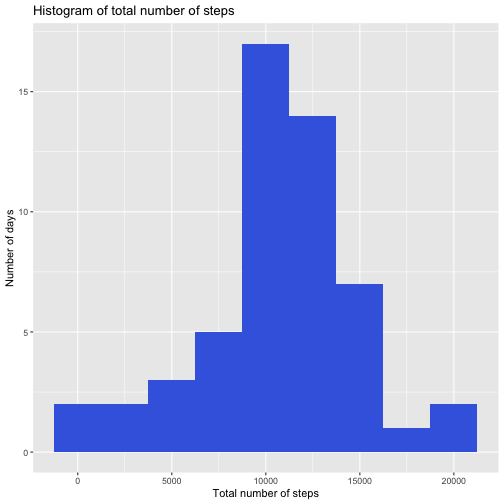 Histogram of total number of steps
15
10
5
0
Number of days
0 5000 10000 15000 20000
Total number of steps